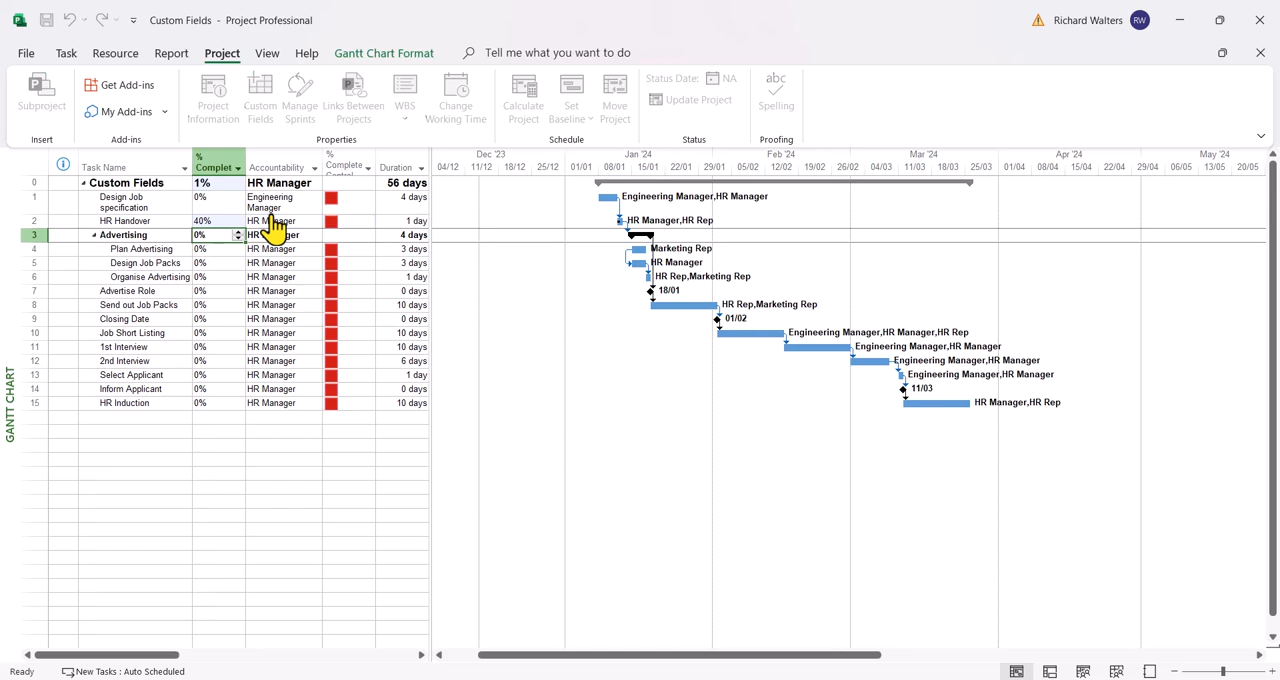 Custom Fields - Project Professional
Richard Walters RW
File Task Resource Report Project View Help Gantt Chart Format Tell me what you want to do
Subproject
Insert
Get Add-ins
My Add-ins
Add-ins
Project Information
Custom Fields
Manage Sprints
Links Between Projects
WBS
Change Working Time
Properties
Calculate Project
Set Baseline
Move Project
Schedule
Status Date: NA
Update Project
Status
abc
Spelling
Proofing
Task Name % Complet Accountability % Complete Duration
Dec '23 Jan '24 Feb '24 Mar '24 Apr '24 May '24
04/12 11/12 18/12 25/12 01/01 08/01 15/01 22/01 29/01 05/02 12/02 19/02 26/02 04/03 11/03 18/03 25/03 01/04 08/04 15/04 22/04 29/04 06/05 13/05 20/05
0 Custom Fields 1% HR Manager 56 days
1 Design Job specification 0% Engineering Manager 4 days Engineering Manager,HR Manager
2 HR Handover 40% 1 day HR Manager,HR Rep
3 Advertising 0% 4 days
4 Plan Advertising 0% HR Manager 3 days Marketing Rep
5 Design Job Packs 0% HR Manager 3 days HR Manager
6 Organise Advertising 0% HR Manager 1 day HR Rep,Marketing Rep
7 Advertise Role 0% HR Manager 0 days 18/01
8 Send out Job Packs 0% HR Manager 10 days HR Rep,Marketing Rep
9 Closing Date 0% HR Manager 0 days 01/02
10 Job Short Listing 0% HR Manager 10 days Engineering Manager,HR Manager,HR Rep
11 1st Interview 0% HR Manager 10 days Engineering Manager,HR Manager
12 2nd Interview 0% HR Manager 6 days Engineering Manager,HR Manager
13 Select Applicant 0% HR Manager 1 day Engineering Manager,HR Manager
14 Inform Applicant 0% HR Manager 0 days 11/03
15 HR Induction 0% HR Manager 10 days HR Manager,HR Rep
GANTT CHART
Ready New Tasks : Auto Scheduled